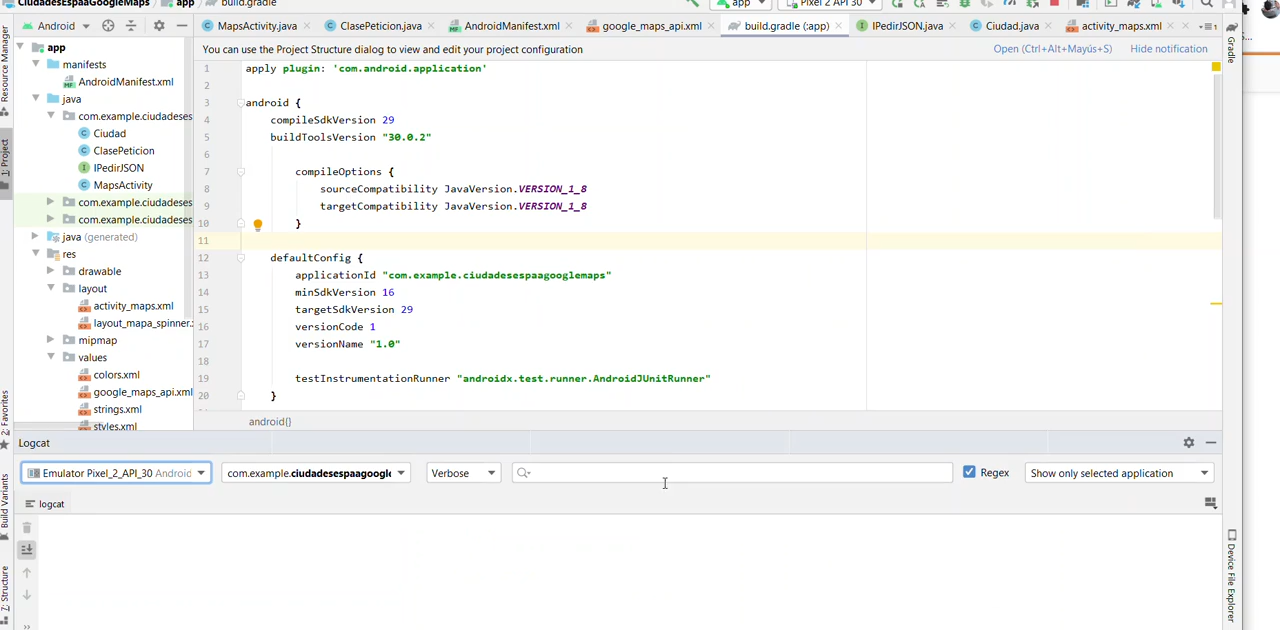 CiudadesEspaaGoogleMaps app build.gradle
app Pixel 2 API 30
Android
MapsActivity.java ClasePeticion.java AndroidManifest.xml google_maps_api.xml build.gradle (:app) IPedirJSON.java Ciudad.java activity_maps.xml
Resource Manager
1: Project
2: Favorites
Build Variants
7: Structure
app
manifests
AndroidManifest.xml
java
com.example.ciudadeses
Ciudad
ClasePeticion
IPedirJSON
MapsActivity
com.example.ciudadeses
com.example.ciudadeses
java (generated)
res
drawable
layout
activity_maps.xml
layout_mapa_spinner.
mipmap
values
colors.xml
google_maps_api.xml
strings.xml
styles.xml
You can use the Project Structure dialog to view and edit your project configuration
Open (Ctrl+Alt+Mayús+S) Hide notification
1 apply plugin: 'com.android.application'
2
3 android {
4 compileSdkVersion 29
5 buildToolsVersion "30.0.2"
6
7 compileOptions {
8 sourceCompatibility JavaVersion.VERSION_1_8
9 targetCompatibility JavaVersion.VERSION_1_8
10 }
11
12 defaultConfig {
13 applicationId "com.example.ciudadesespaagooglemaps"
14 minSdkVersion 16
15 targetSdkVersion 29
16 versionCode 1
17 versionName "1.0"
18
19 testInstrumentationRunner "androidx.test.runner.AndroidJUnitRunner"
20 }
android{}
Gradle
Device File Explorer
Logcat
Emulator Pixel_2_API_30 Android com.example.ciudadesespaagoogle Verbose Regex Show only selected application
logcat